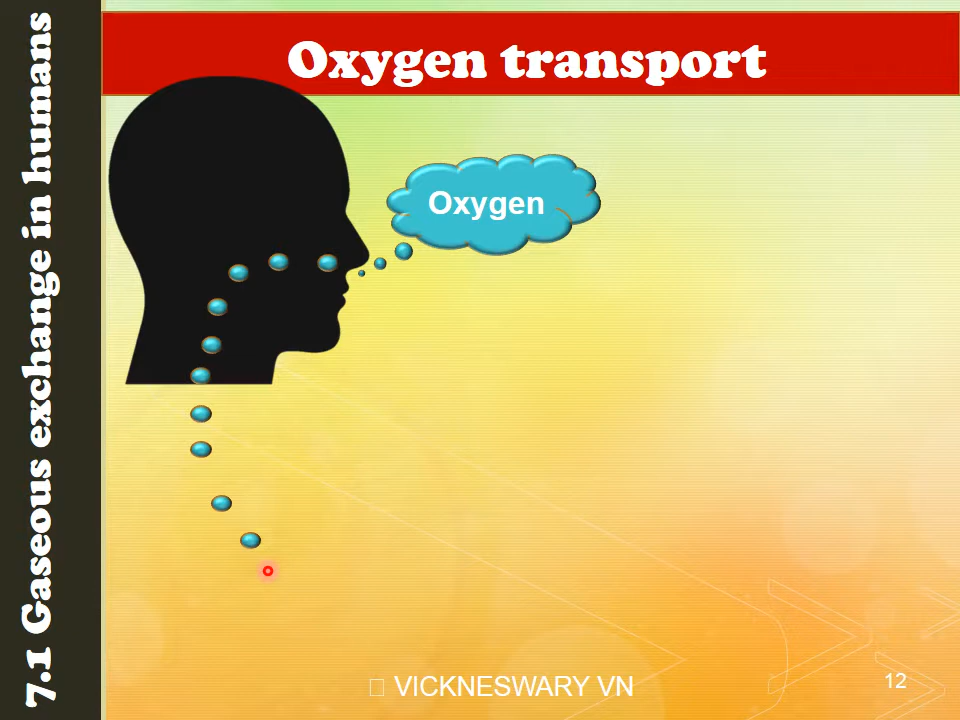 Oxygen transport
7.1 Gaseous exchange in humans
Oxygen
VICKNESWARY VN
12